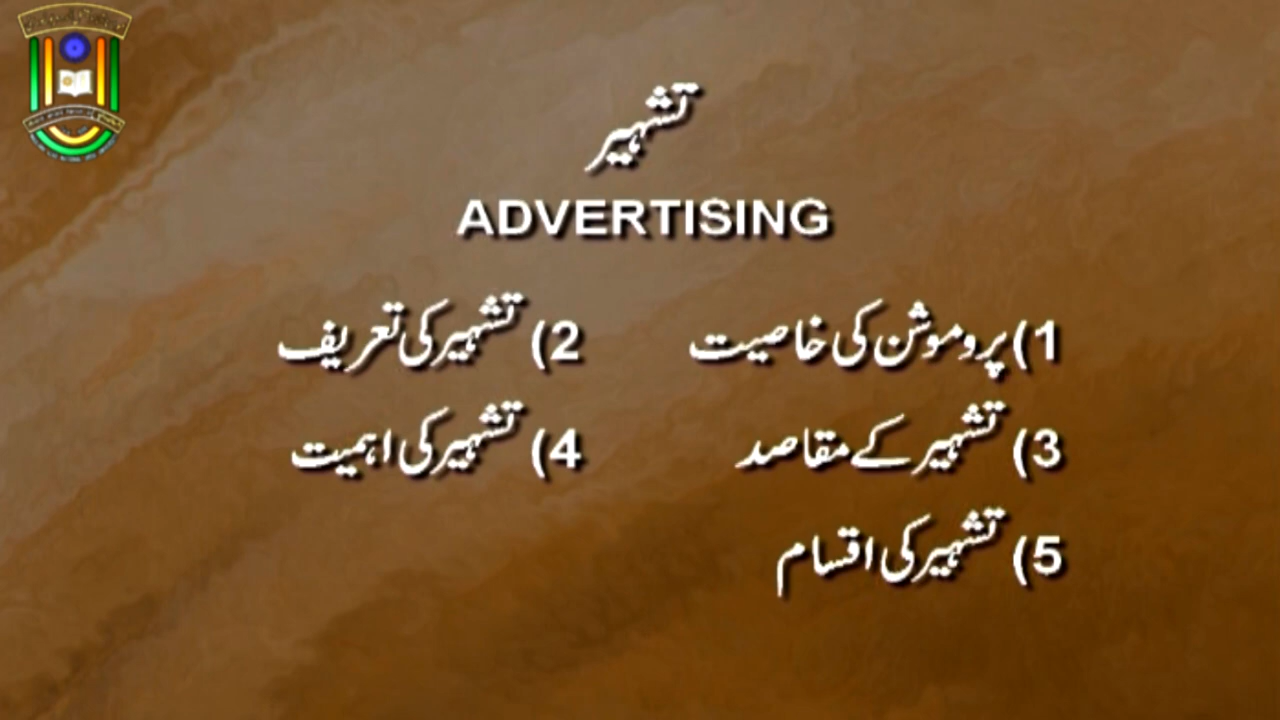 تشہیر
ADVERTISING
1) پروموشن کی خاصیت 2) تشہیر کی تعریف
3) تشہیر کے مقاصد 4) تشہیر کی اہمیت
5) تشہیر کی اقسام